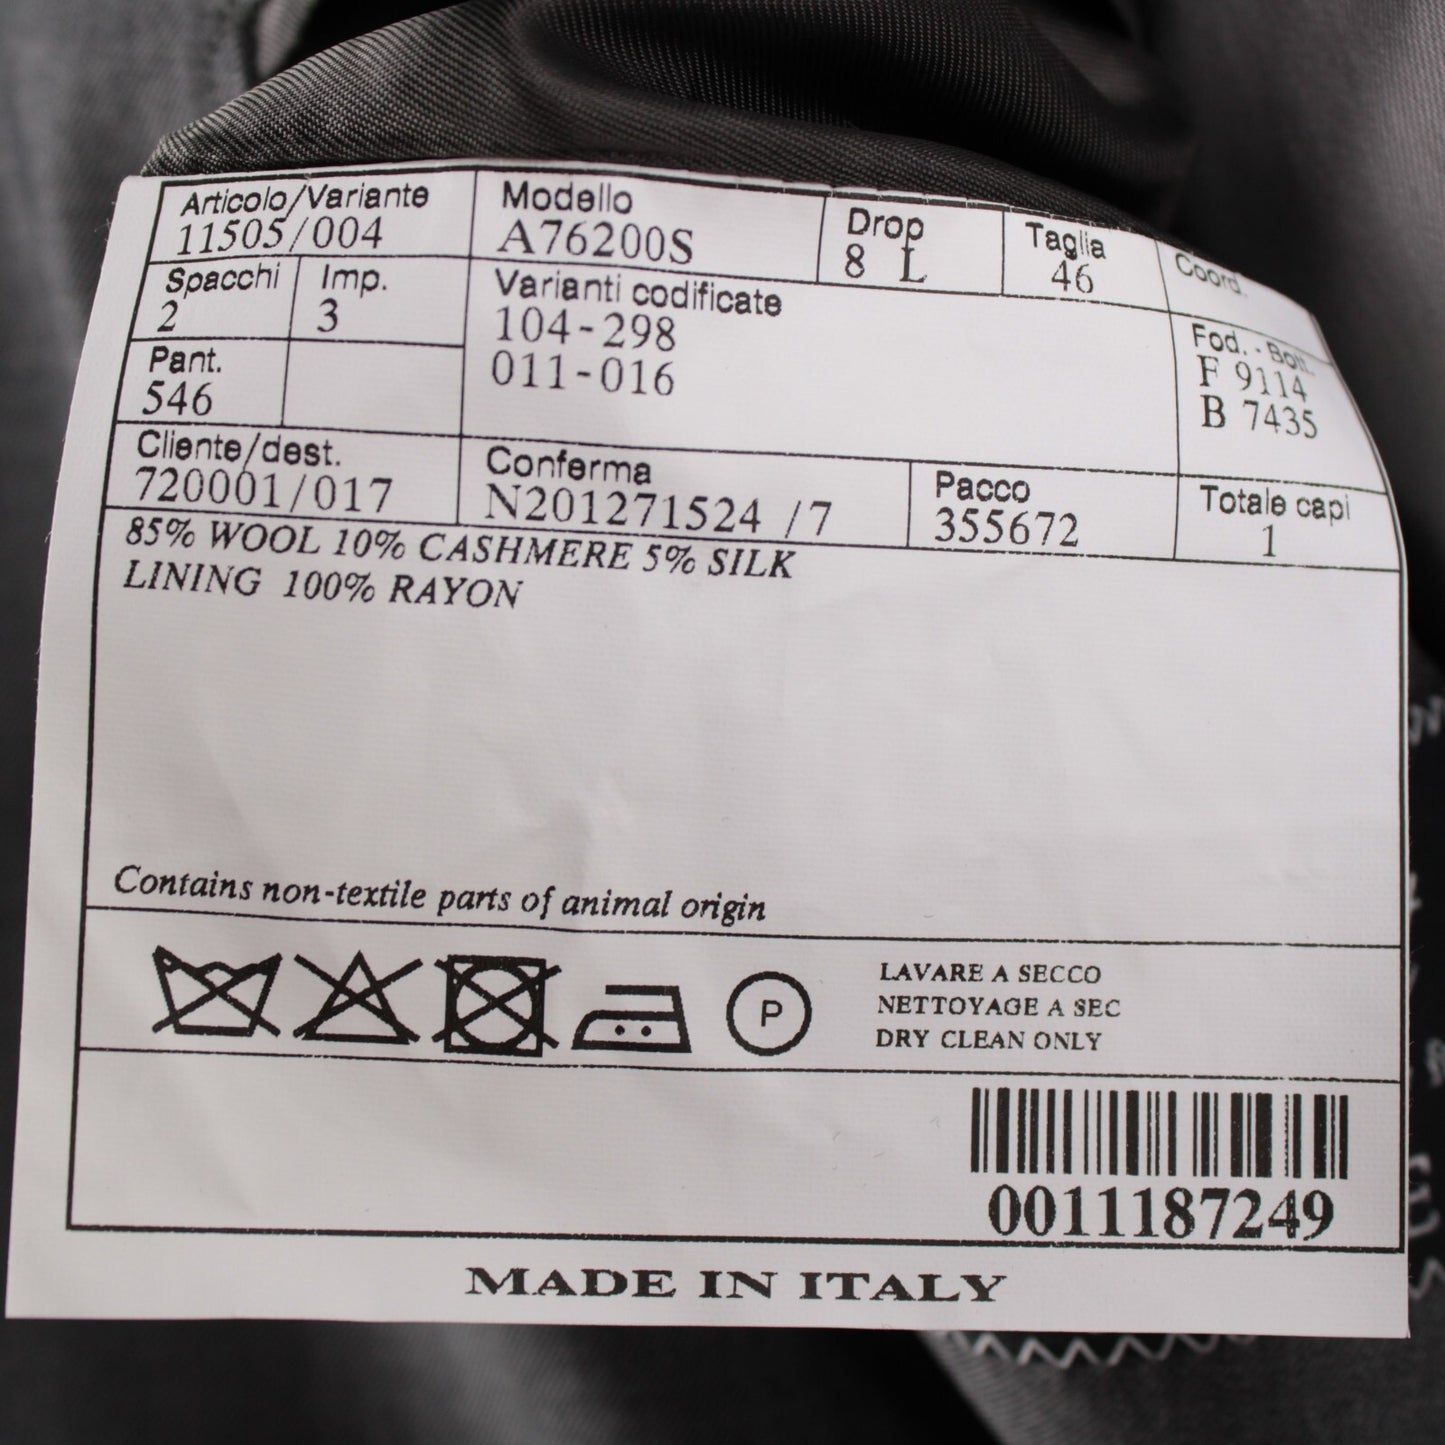 Articolo/Variante
11505/004
Modello
A76200S
Drop
8 L
Taglia
46
Coord.
Spacchi
2
Imp.
3
Varianti codificate
104-298
011-016
Fod. - Bott.
F 9114
B 7435
Pant.
546
Cliente/dest.
720001/017
Conferma
N201271524 /7
Pacco
355672
Totale capi
1
85% WOOL 10% CASHMERE 5% SILK
LINING 100% RAYON
Contains non-textile parts of animal origin
P
LAVARE A SECCO
NETTOYAGE A SEC
DRY CLEAN ONLY
0011187249
MADE IN ITALY